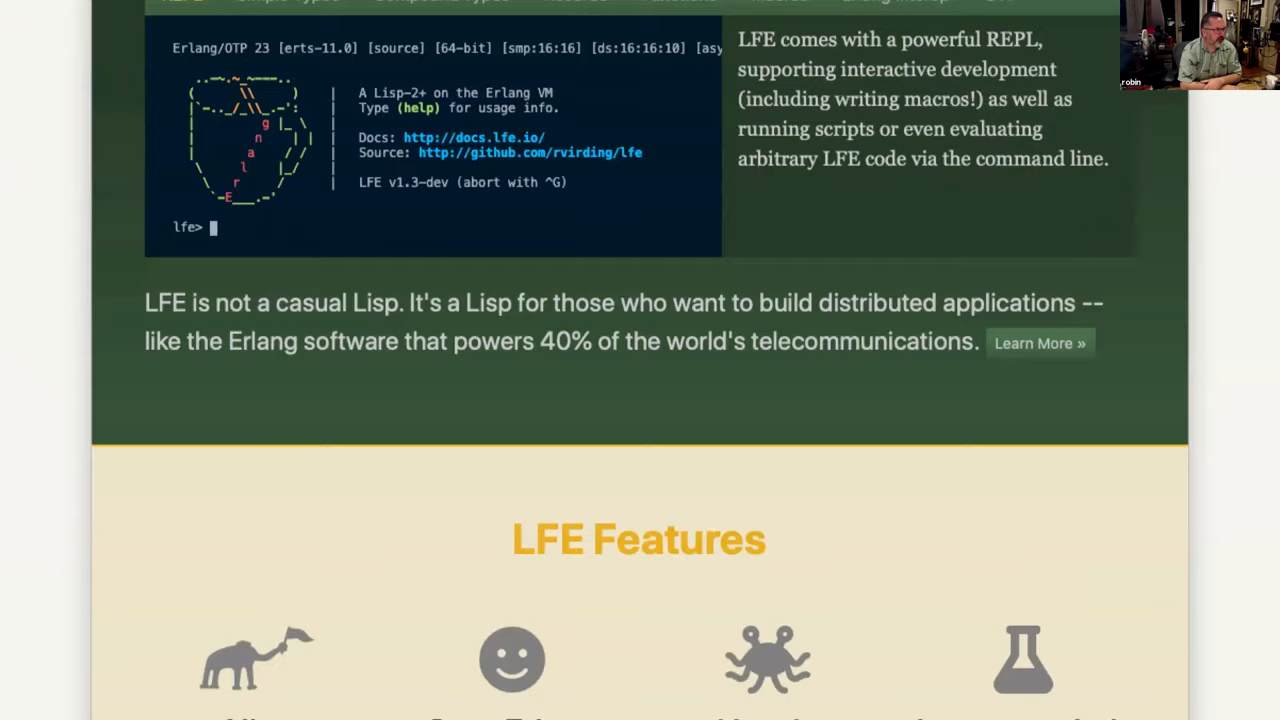 Erlang/OTP 23 [erts-11.0] [source] [64-bit] [smp:16:16] [ds:16:16:10] [asy
A Lisp-2+ on the Erlang VM
Type (help) for usage info.
Docs: http://docs.lfe.io/
Source: http://github.com/rvirding/lfe
LFE v1.3-dev (abort with ^G)
lfe>
LFE comes with a powerful REPL,
supporting interactive development
(including writing macros!) as well as
running scripts or even evaluating
arbitrary LFE code via the command line.
robin
LFE is not a casual Lisp. It's a Lisp for those who want to build distributed applications --
like the Erlang software that powers 40% of the world's telecommunications.
Learn More »
LFE Features